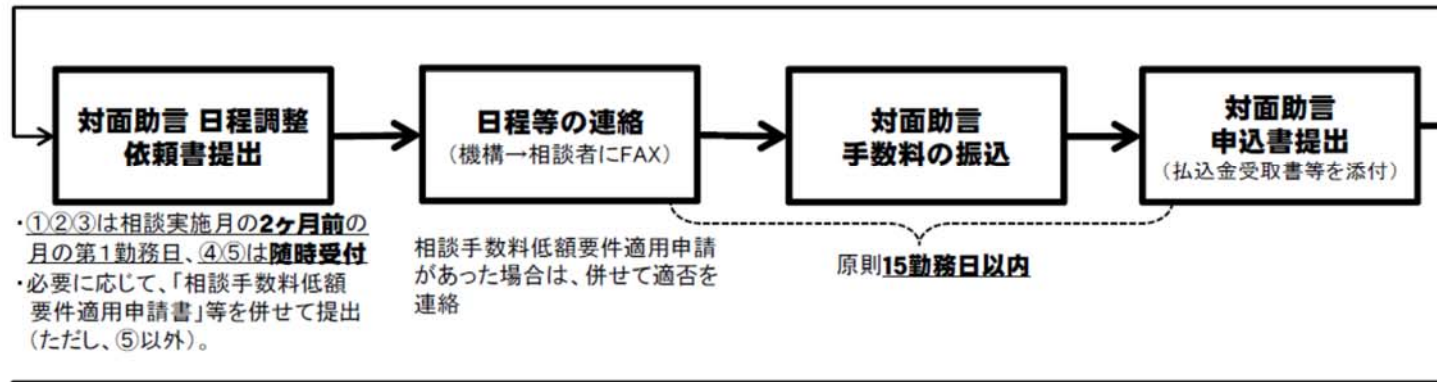 対面助言 日程調整
依頼書提出
日程等の連絡
(機構→相談者にFAX)
対面助言
手数料の振込
対面助言
申込書提出
(払込金受取書等を添付)
・①②③は相談実施月の2ヶ月前の
月の第1勤務日、④⑤は随時受付
・必要に応じて、「相談手数料低額
要件適用申請書」等を併せて提出
(ただし、⑤以外)。
相談手数料低額要件適用申請
があった場合は、併せて適否を
連絡
原則15勤務日以内